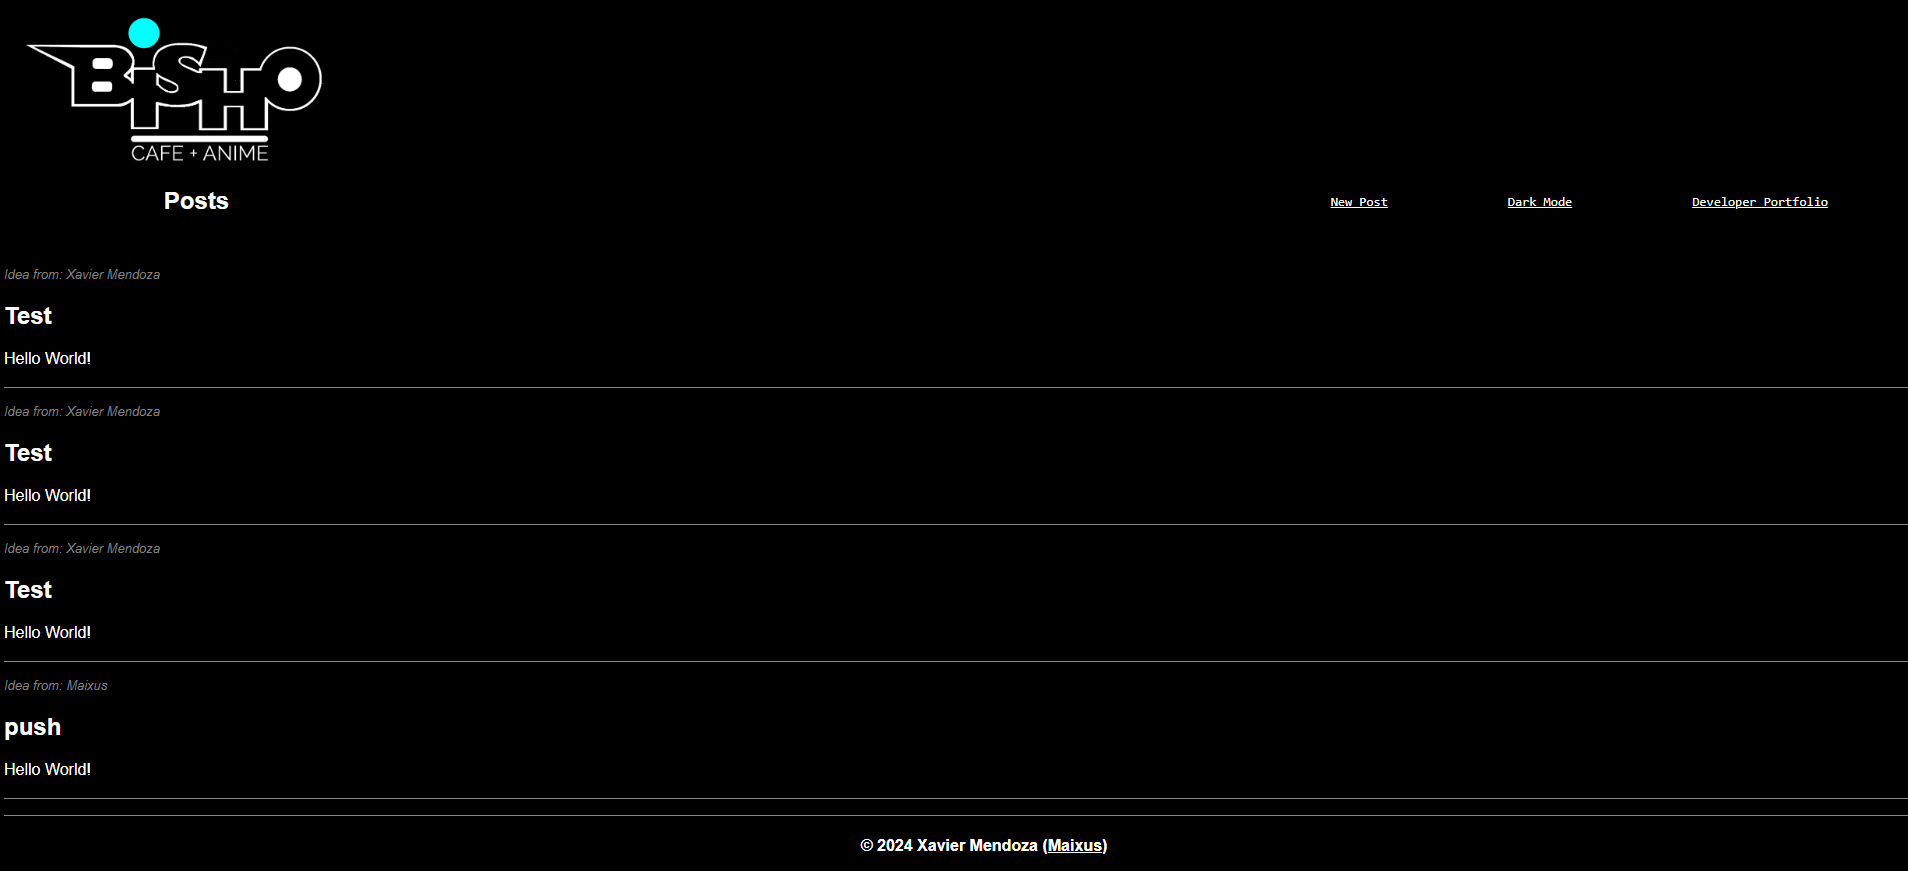 BiSHO
CAFE + ANIME
Posts
New Post
Dark Mode
Developer Portfolio
Idea from: Xavier Mendoza
Test
Hello World!
Idea from: Xavier Mendoza
Test
Hello World!
Idea from: Xavier Mendoza
Test
Hello World!
Idea from: Maixus
push
Hello World!
© 2024 Xavier Mendoza (Maixus)